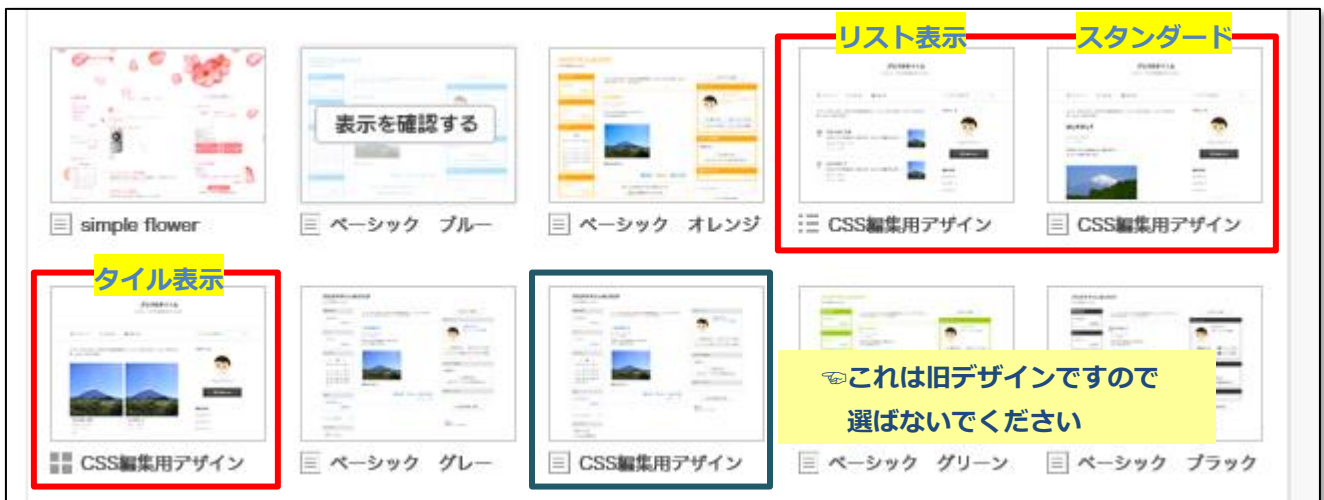 リスト表示
スタンダード
表示を確認する
simple flower
ベーシック ブルー
ベーシック オレンジ
CSS編集用デザイン
CSS編集用デザイン
タイル表示
☜これは旧デザインですので
選ばないでください
CSS編集用デザイン
ベーシック グレー
CSS編集用デザイン
ベーシック グリーン
ベーシック ブラック